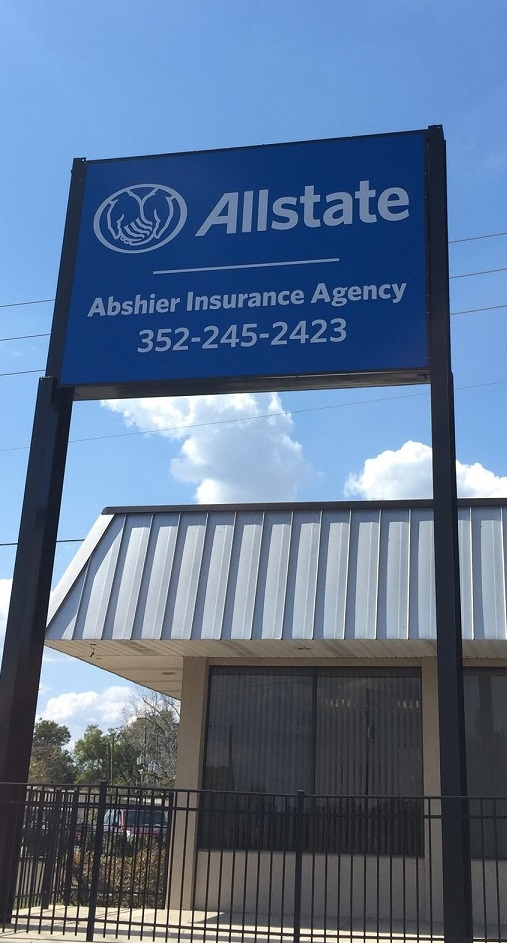 Allstate
Abshier Insurance Agency
352-245-2423